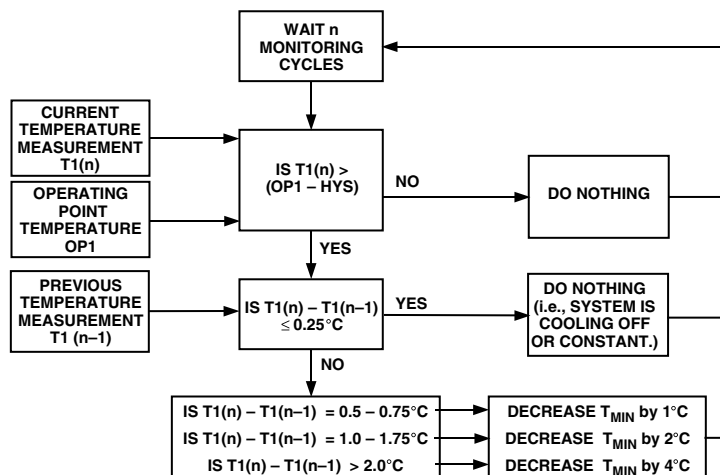 WAIT n
MONITORING
CYCLES
CURRENT
TEMPERATURE
MEASUREMENT
T1(n)
IS T1(n) >
(OP1 – HYS)
NO
DO NOTHING
OPERATING
POINT
TEMPERATURE
OP1
YES
PREVIOUS
TEMPERATURE
MEASUREMENT
T1 (n–1)
IS T1(n) – T1(n–1)
≤ 0.25°C
YES
DO NOTHING
(i.e., SYSTEM IS
COOLING OFF
OR CONSTANT.)
NO
IS T1(n) – T1(n–1) = 0.5 – 0.75°C
DECREASE TMIN by 1°C
IS T1(n) – T1(n–1) = 1.0 – 1.75°C
DECREASE TMIN by 2°C
IS T1(n) – T1(n–1) > 2.0°C
DECREASE TMIN by 4°C